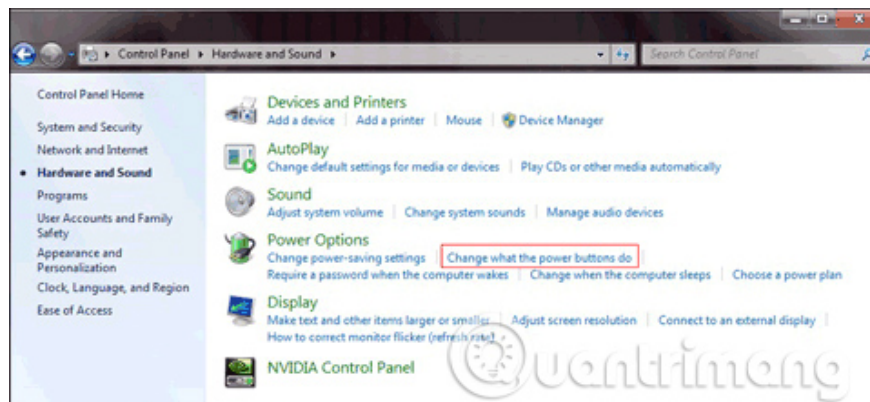 Control Panel Hardware and Sound Search Control Panel
Control Panel Home
System and Security
Network and Internet
Hardware and Sound
Programs
User Accounts and Family
Safety
Appearance and
Personalization
Clock, Language, and Region
Ease of Access
Devices and Printers
Add a device Add a printer Mouse Device Manager
AutoPlay
Change default settings for media or devices Play CDs or other media automatically
Sound
Adjust system volume Change system sounds Manage audio devices
Power Options
Change power-saving settings Change what the power buttons do
Require a password when the computer wakes Change when the computer sleeps Choose a power plan
Display
Make text and other items larger or smaller Adjust screen resolution Connect to an external display
How to correct monitor flicker (refresh rate)
NVIDIA Control Panel
Quantrimang